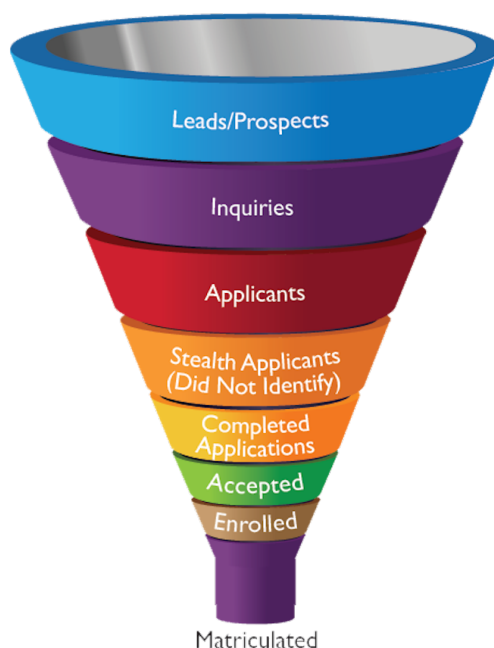 Leads/Prospects
Inquiries
Applicants
Stealth Applicants
(Did Not Identify)
Completed
Applications
Accepted
Enrolled
Matriculated